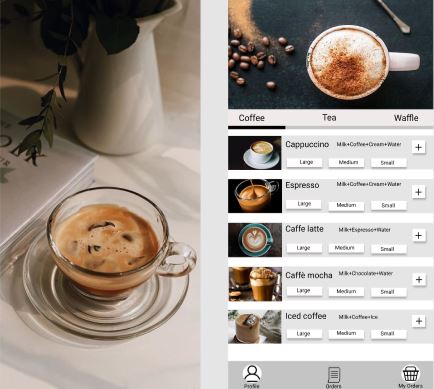 Coffee Tea Waffle
Cappuccino Milk+Coffee+Cream+Water
Large Medium Small
Espresso Milk+Coffee+Cream+Water
Large Medium Small
Caffe latte Milk+Espresso+Water
Large Medium Small
Caffè mocha Milk+Chocolate+Water
Large Medium Small
Iced coffee Milk+Coffee+Ice
Large Medium Small
Profile Orders My Orders